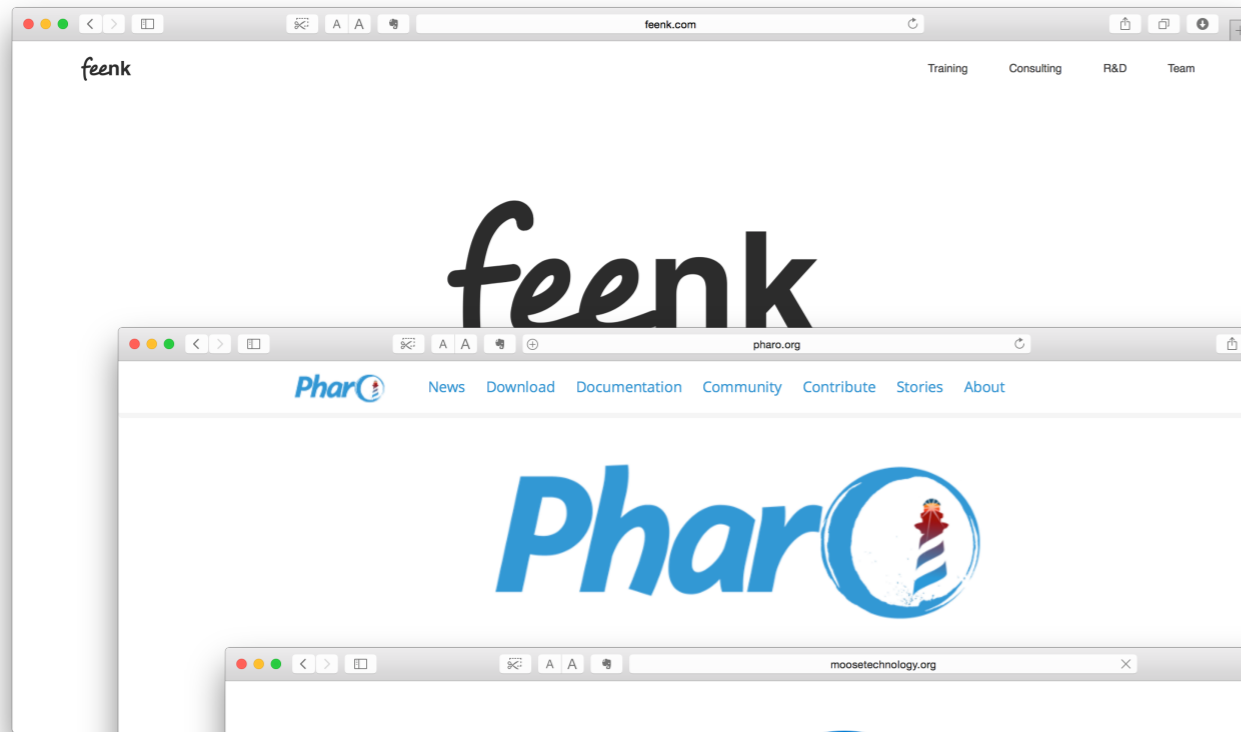 A A feenk.com
feenk Training Consulting R&D Team
feenk
A A pharo.org
Pharo News Download Documentation Community Contribute Stories About
Pharo
A A moosetechnology.org